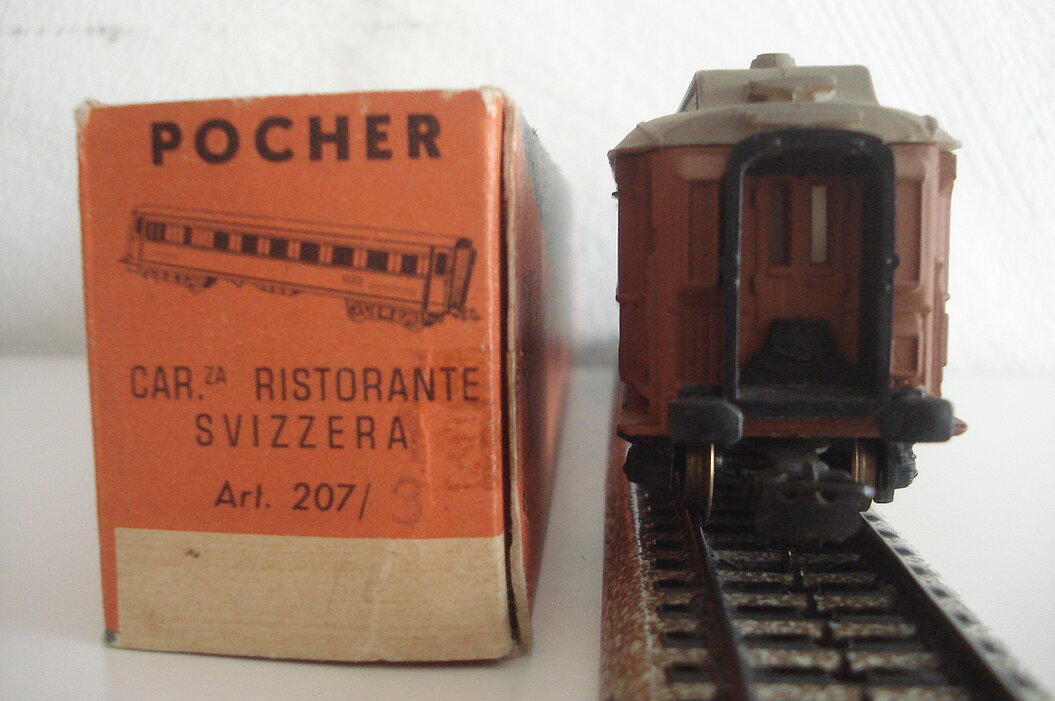 POCHER
CAR.ZA RISTORANTE
SVIZZERA
Art. 207/3